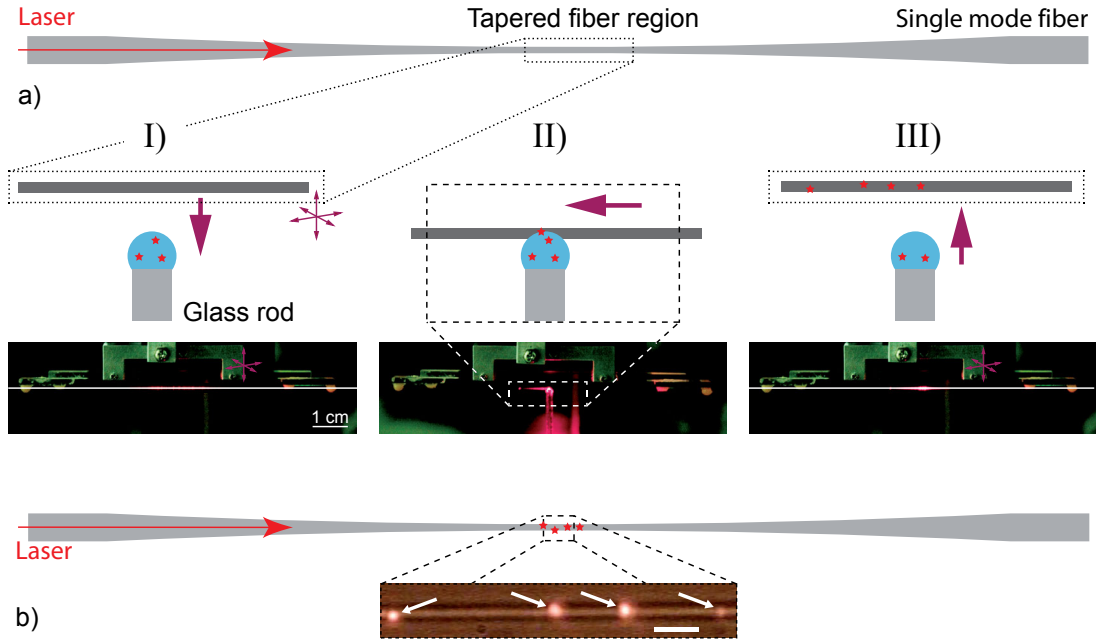 Laser
Tapered fiber region
Single mode fiber
a)
I)
II)
III)
Glass rod
1 cm
Laser
b)